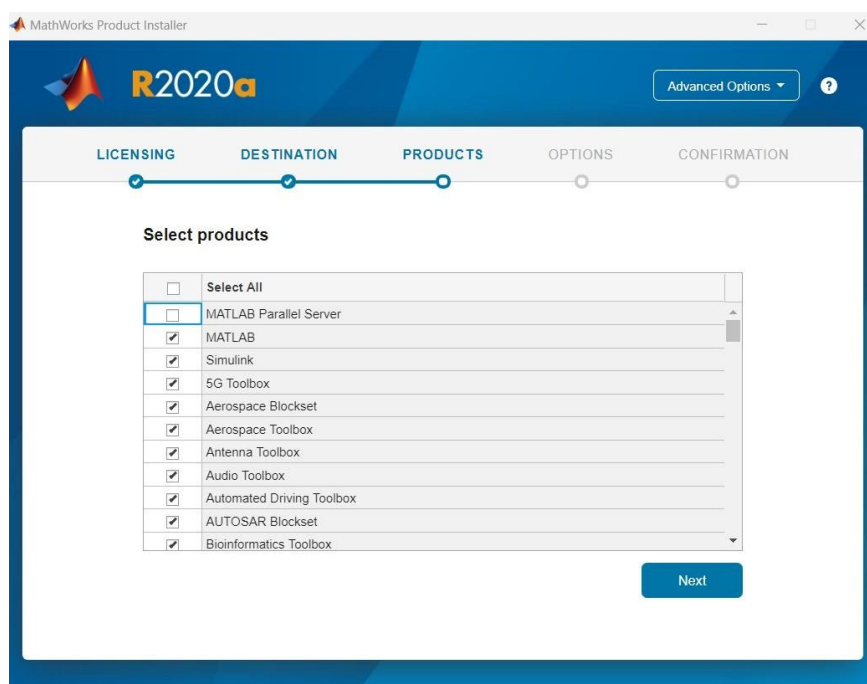 MathWorks Product Installer
R2020a
Advanced Options
?
LICENSING DESTINATION PRODUCTS OPTIONS CONFIRMATION
Select products
Select All
MATLAB Parallel Server
MATLAB
Simulink
5G Toolbox
Aerospace Blockset
Aerospace Toolbox
Antenna Toolbox
Audio Toolbox
Automated Driving Toolbox
AUTOSAR Blockset
Bioinformatics Toolbox
Next